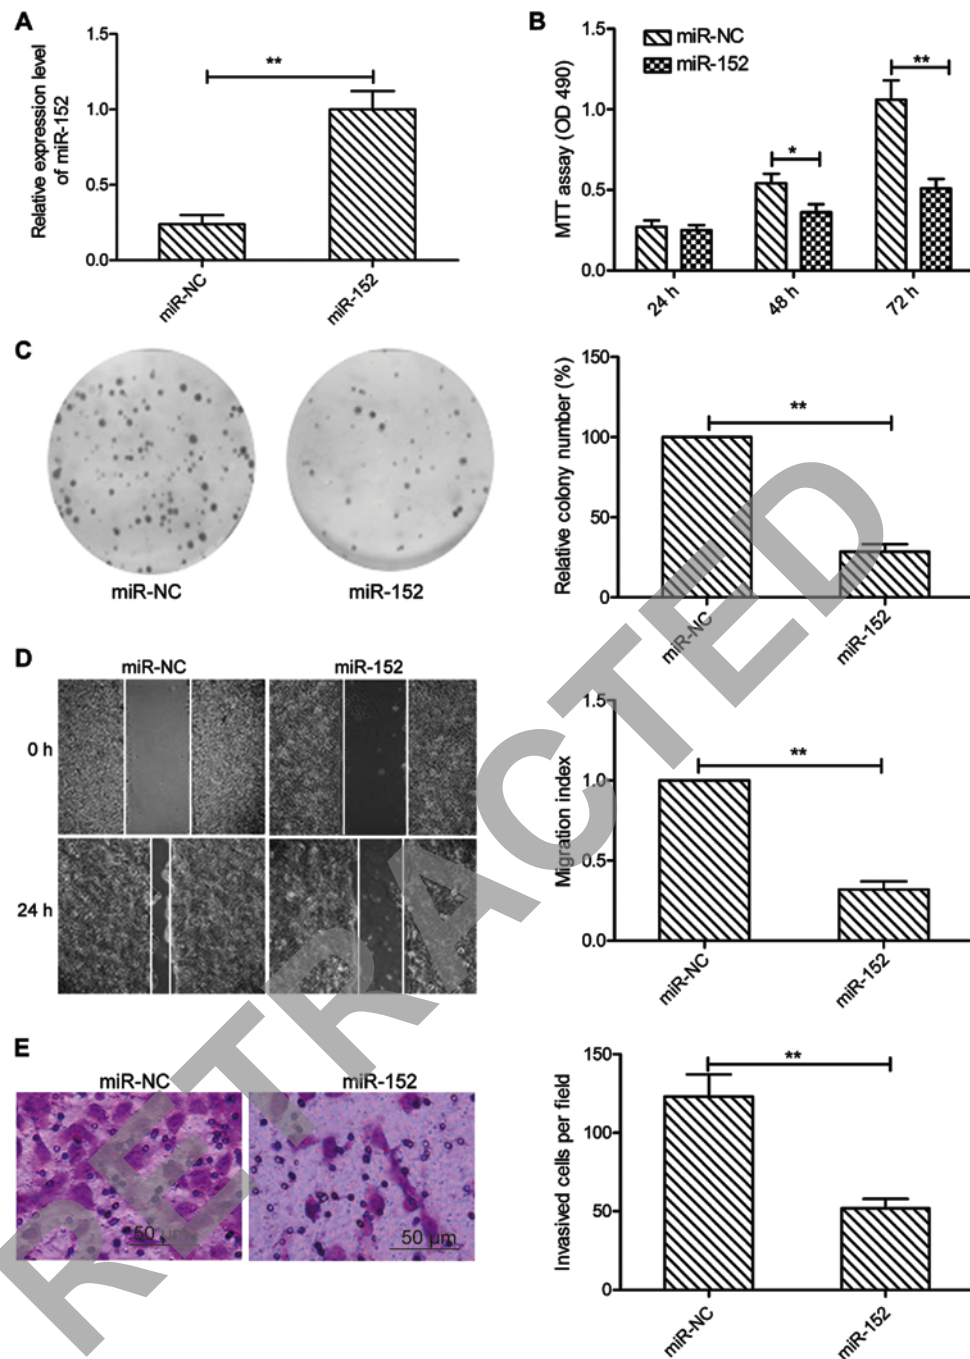 A
Relative expression level
of miR-152
1.5
1.0
0.5
0.0
**
miR-NC
miR-152
B
MTT assay (OD 490)
1.5
1.0
0.5
0.0
miR-NC
miR-152
*
**
24 h
48 h
72 h
C
miR-NC
miR-152
Relative colony number (%)
150
100
50
0
**
miR-NC
miR-152
D
miR-NC
miR-152
0 h
24 h
Migration index
1.5
1.0
0.5
0.0
**
miR-NC
miR-152
E
miR-NC
miR-152
50 µm
50 µm
Invasived cells per field
150
100
50
0
**
miR-NC
miR-152
RETRACTED